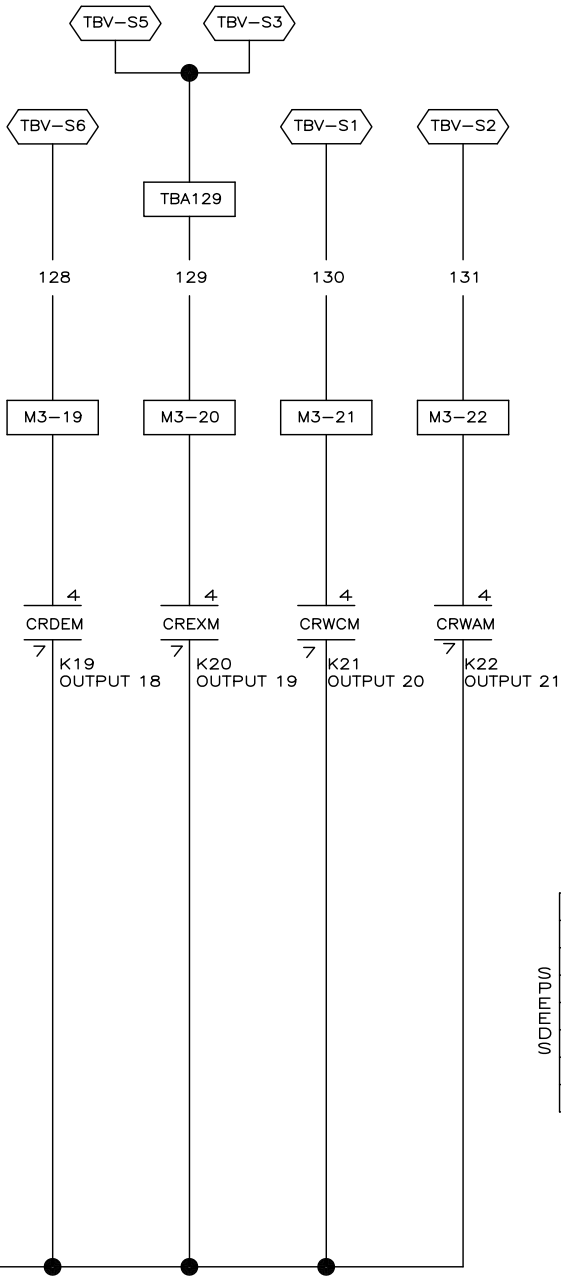 TBV-S5 TBV-S3
TBV-S6 TBV-S1 TBV-S2
TBA129
128 129 130 131
M3-19 M3-20 M3-21 M3-22
4 4 4 4
CRDEM CREXM CRWCM CRWAM
7 7 7 7
K19 K20 K21 K22
OUTPUT 18 OUTPUT 19 OUTPUT 20 OUTPUT 21
SPEEDS